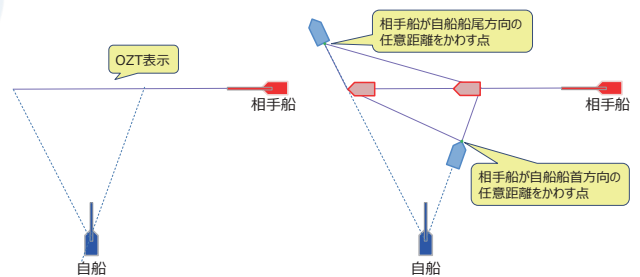 OZT表示
相手船
自船
相手船が自船船尾方向の
任意距離をかわす点
相手船
相手船が自船船首方向の
任意距離をかわす点
自船